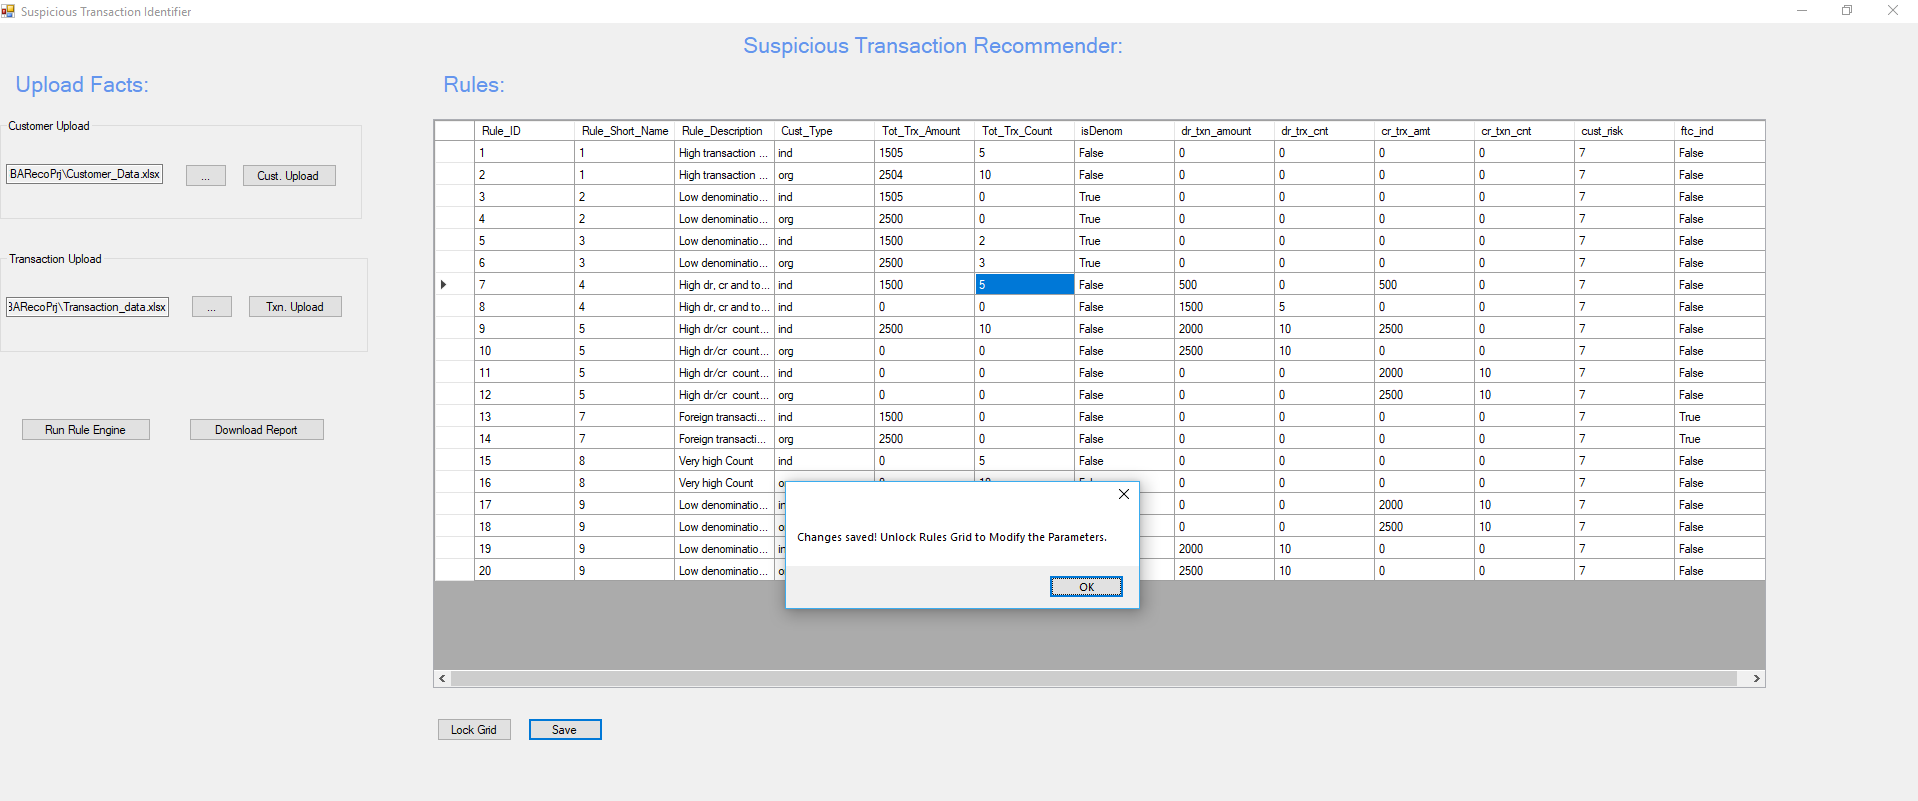 Suspicious Transaction Identifier
Suspicious Transaction Recommender:
Upload Facts:
Rules:
Customer Upload
BARecoPrj\Customer_Data.xlsx ... Cust. Upload
Transaction Upload
BARecoPrj\Transaction_data.xlsx ... Txn. Upload
Run Rule Engine Download Report
Rule_ID Rule_Short_Name Rule_Description Cust_Type Tot_Trx_Amount Tot_Trx_Count isDenom dr_txn_amount dr_trx_cnt cr_trx_amt cr_txn_cnt cust_risk ftc_ind
1 1 High transaction ... ind 1505 5 False 0 0 0 0 7 False
2 1 High transaction ... org 2504 10 False 0 0 0 0 7 False
3 2 Low denominatio... ind 1505 0 True 0 0 0 0 7 False
4 2 Low denominatio... org 2500 0 True 0 0 0 0 7 False
5 3 Low denominatio... ind 1500 2 True 0 0 0 0 7 False
6 3 Low denominatio... org 2500 3 True 0 0 0 0 7 False
7 4 High dr, cr and to... ind 1500 5 False 500 0 500 0 7 False
8 4 High dr, cr and to... ind 0 0 False 1500 5 0 0 7 False
9 5 High dr/cr count... ind 2500 10 False 2000 10 2500 0 7 False
10 5 High dr/cr count... org 0 0 False 2500 10 0 0 7 False
11 5 High dr/cr count... ind 0 0 False 0 0 2000 10 7 False
12 5 High dr/cr count... org 0 0 False 0 0 2500 10 7 False
13 7 Foreign transacti... ind 1500 0 False 0 0 0 0 7 True
14 7 Foreign transacti... org 2500 0 False 0 0 0 0 7 True
15 8 Very high Count ind 0 5 False 0 0 0 0 7 False
16 8 Very high Count 0 0 0 0 7 False
17 9 Low denominatio... 0 0 2000 10 7 False
18 9 Low denominatio... 0 0 2500 10 7 False
19 9 Low denominatio... 2000 10 0 0 7 False
20 9 Low denominatio... 2500 10 0 0 7 False
Changes saved! Unlock Rules Grid to Modify the Parameters.
OK
Lock Grid Save